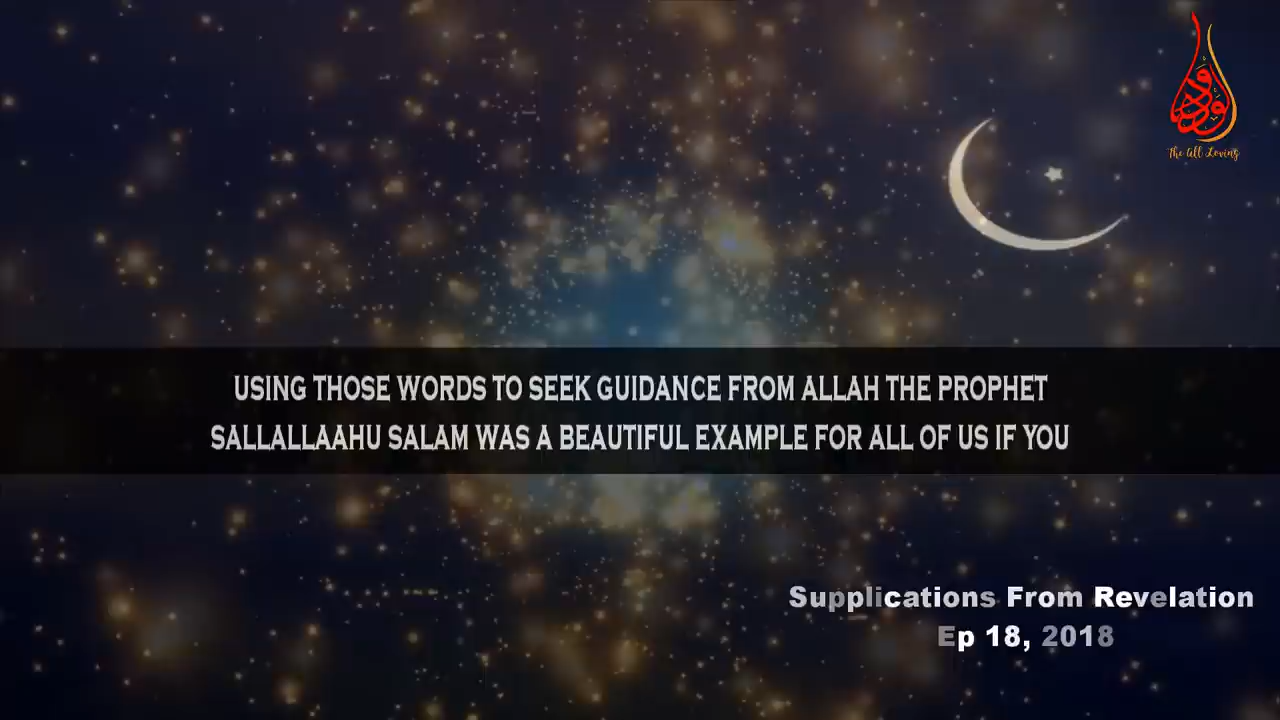 The All Loving
USING THOSE WORDS TO SEEK GUIDANCE FROM ALLAH THE PROPHET
SALLALLAAHU SALAM WAS A BEAUTIFUL EXAMPLE FOR ALL OF US IF YOU
Supplications From Revelation
Ep 18, 2018